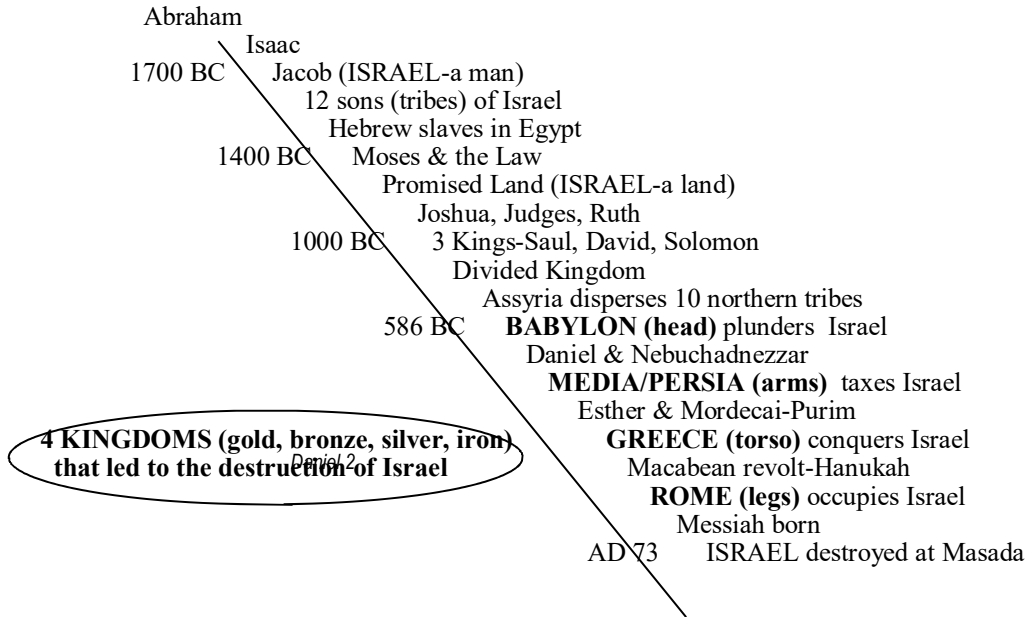 Abraham
Isaac
1700 BC Jacob (ISRAEL-a man)
12 sons (tribes) of Israel
Hebrew slaves in Egypt
1400 BC Moses & the Law
Promised Land (ISRAEL-a land)
Joshua, Judges, Ruth
1000 BC 3 Kings-Saul, David, Solomon
Divided Kingdom
Assyria disperses 10 northern tribes
586 BC BABYLON (head) plunders Israel
Daniel & Nebuchadnezzar
MEDIA/PERSIA (arms) taxes Israel
Esther & Mordecai-Purim
4 KINGDOMS (gold, bronze, silver, iron)
that led to the destruction of Israel
Daniel 2
GREECE (torso) conquers Israel
Macabean revolt-Hanukah
ROME (legs) occupies Israel
Messiah born
AD 73 ISRAEL destroyed at Masada